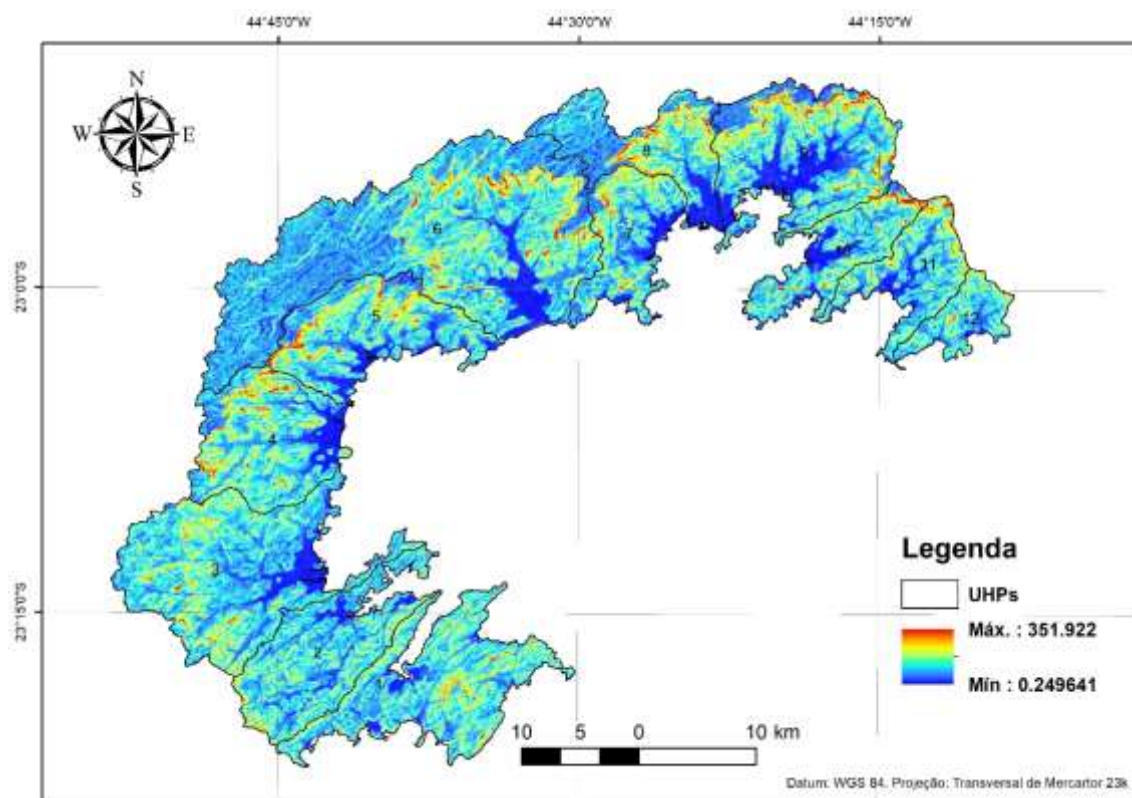 44°45'0"W 44°30'0"W 44°15'0"W
N
W E
S
23°0'0"S
23°15'0"S
8
6
7
5
11
12
4
3
2
Legenda
UHPs
Máx. : 351.922
Mín : 0.249641
10 5 0 10 km
Datum: WGS 84. Projeção: Transversal de Mercartor 23k